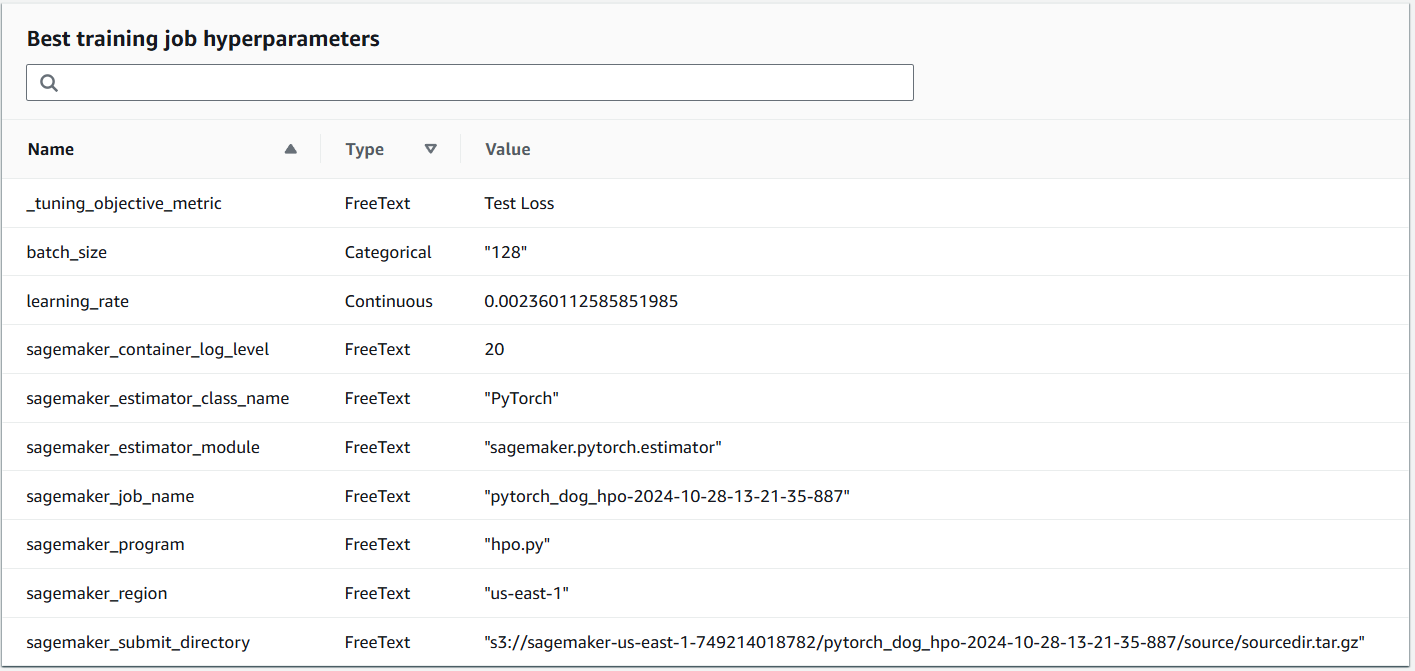 Best training job hyperparameters
Name Type Value
_tuning_objective_metric FreeText Test Loss
batch_size Categorical "128"
learning_rate Continuous 0.002360112585851985
sagemaker_container_log_level FreeText 20
sagemaker_estimator_class_name FreeText "PyTorch"
sagemaker_estimator_module FreeText "sagemaker.pytorch.estimator"
sagemaker_job_name FreeText "pytorch_dog_hpo-2024-10-28-13-21-35-887"
sagemaker_program FreeText "hpo.py"
sagemaker_region FreeText "us-east-1"
sagemaker_submit_directory FreeText "s3://sagemaker-us-east-1-749214018782/pytorch_dog_hpo-2024-10-28-13-21-35-887/source/sourcedir.tar.gz"